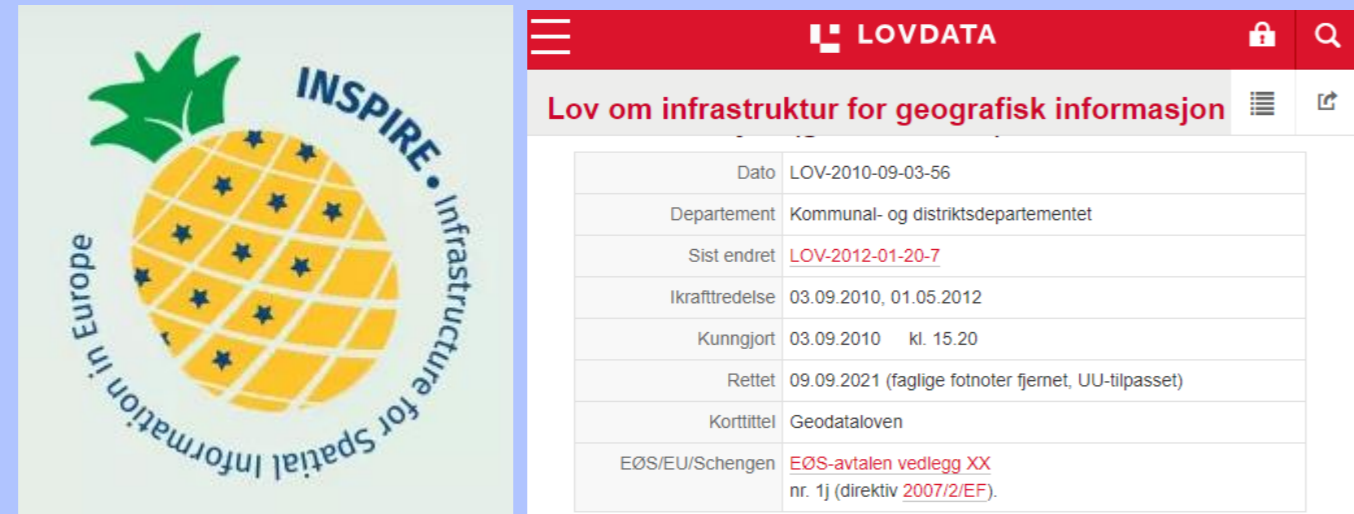 INSPIRE • Infrastructure for Spatial Information in Europe
LOVDATA
Lov om infrastruktur for geografisk informasjon
Dato LOV-2010-09-03-56
Departement Kommunal- og distriktsdepartementet
Sist endret LOV-2012-01-20-7
Ikrafttredelse 03.09.2010, 01.05.2012
Kunngjort 03.09.2010 kl. 15.20
Rettet 09.09.2021 (faglige fotnoter fjernet, UU-tilpasset)
Korttittel Geodataloven
EØS/EU/Schengen EØS-avtalen vedlegg XX
nr. 1j (direktiv 2007/2/EF).